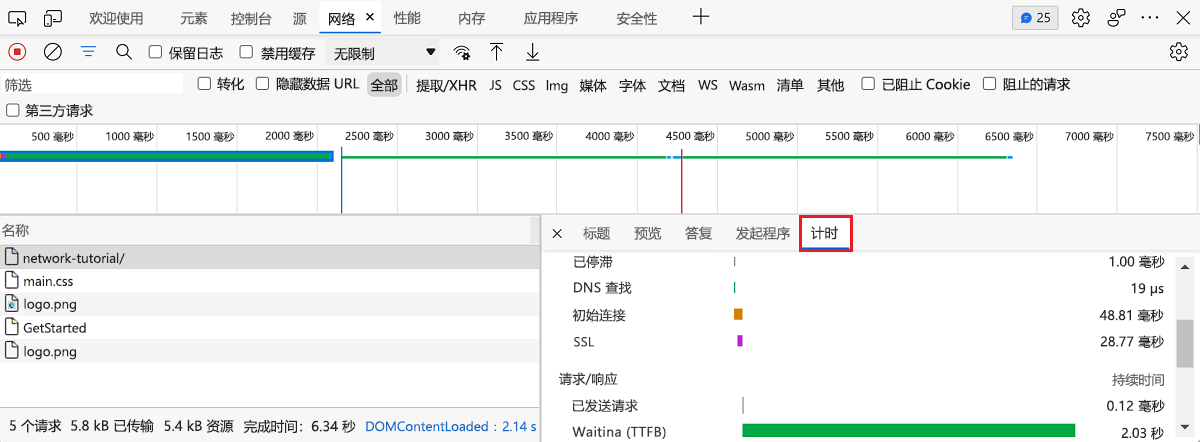 欢迎使用 元素 控制台 源 网络 性能 内存 应用程序 安全性 25
保留日志 禁用缓存 无限制
筛选 转化 隐藏数据 URL 全部 提取/XHR JS CSS Img 媒体 字体 文档 WS Wasm 清单 其他 已阻止 Cookie 阻止的请求
第三方请求
500 毫秒 1000 毫秒 1500 毫秒 2000 毫秒 2500 毫秒 3000 毫秒 3500 毫秒 4000 毫秒 4500 毫秒 5000 毫秒 5500 毫秒 6000 毫秒 6500 毫秒 7000 毫秒 7500 毫秒
名称
network-tutorial/
main.css
logo.png
GetStarted
logo.png
5 个请求 5.8 kB 已传输 5.4 kB 资源 完成时间：6.34 秒 DOMContentLoaded：2.14 s
标题 预览 答复 发起程序 计时
已停滞 1.00 毫秒
DNS 查找 19 µs
初始连接 48.81 毫秒
SSL 28.77 毫秒
请求/响应 持续时间
已发送请求 0.12 毫秒
Waitina (TTFB) 2.03 秒